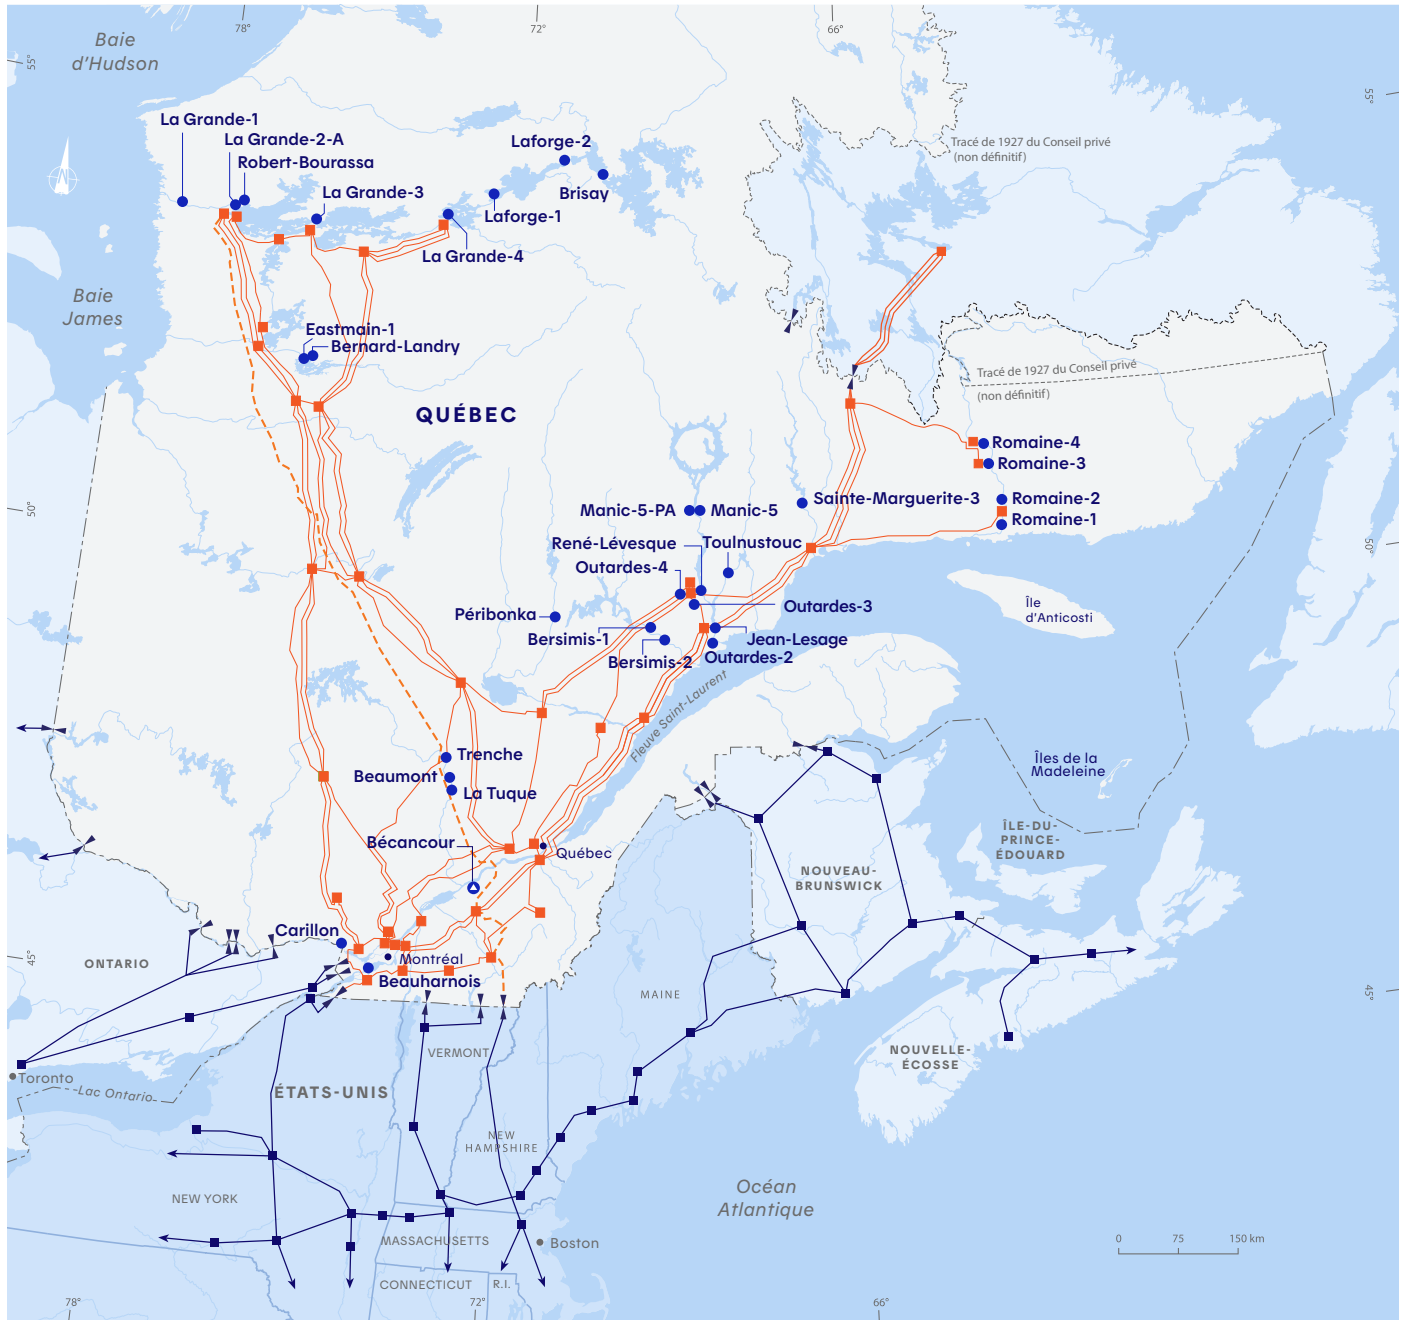 78°
72°
66°
Baie
d'Hudson
55°
55°
La Grande-1
La Grande-2-A
Robert-Bourassa
La Grande-3
Laforge-2
Brisay
Laforge-1
La Grande-4
Tracé de 1927 du Conseil privé
(non définitif)
Baie
James
Eastmain-1
Bernard-Landry
QUÉBEC
Tracé de 1927 du Conseil privé
(non définitif)
Romaine-4
Romaine-3
Romaine-2
Romaine-1
Sainte-Marguerite-3
Manic-5-PA
Manic-5
50°
50°
René-Lévesque
Toulnustouc
Outardes-4
Outardes-3
Péribonka
Bersimis-1
Jean-Lesage
Bersimis-2
Outardes-2
Île
d'Anticosti
Fleuve Saint-Laurent
Trenche
Beaumont
La Tuque
Îles de la
Madeleine
Bécancour
Québec
ÎLE-DU-
PRINCE-
ÉDOUARD
NOUVEAU-
BRUNSWICK
Carillon
Montréal
Beauharnois
45°
45°
ONTARIO
MAINE
VERMONT
NOUVELLE-
ÉCOSSE
Toronto
Lac Ontario
ÉTATS-UNIS
NEW
HAMPSHIRE
NEW YORK
Océan
Atlantique
MASSACHUSETTS
Boston
CONNECTICUT
R.I.
0
75
150 km
78°
72°
66°